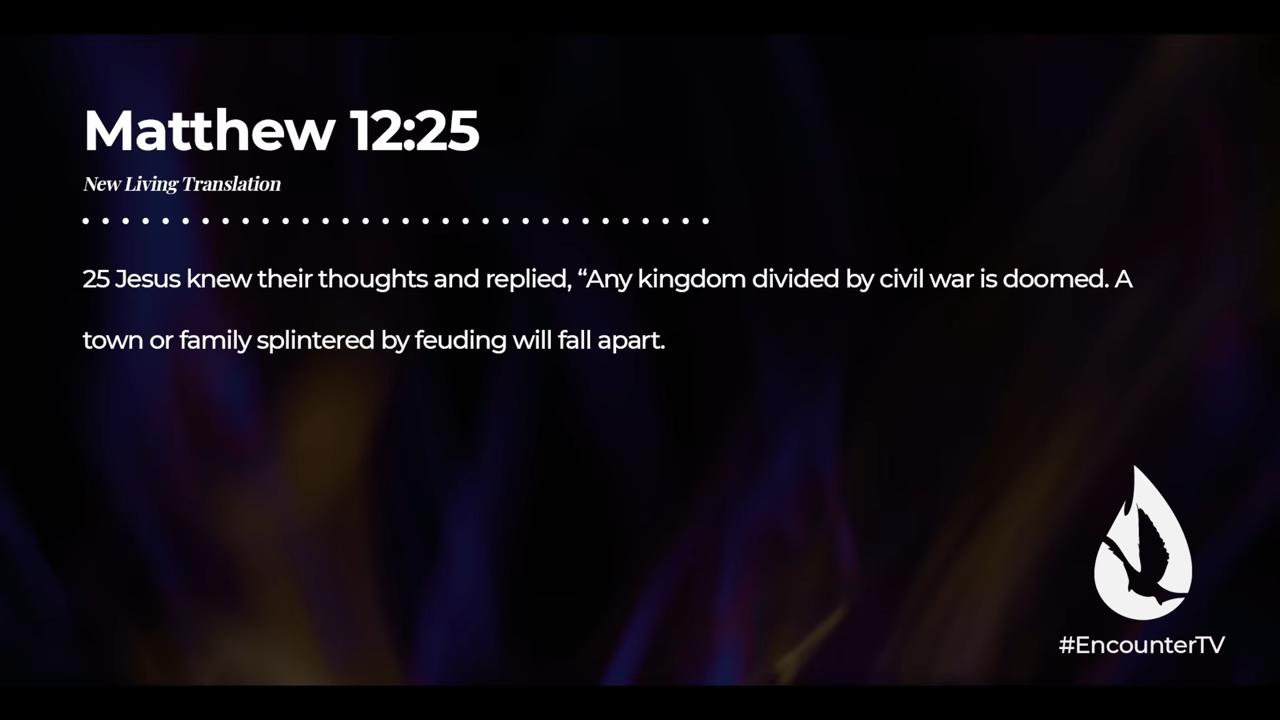 Matthew 12:25
New Living Translation
25 Jesus knew their thoughts and replied, “Any kingdom divided by civil war is doomed. A
town or family splintered by feuding will fall apart.
#EncounterTV